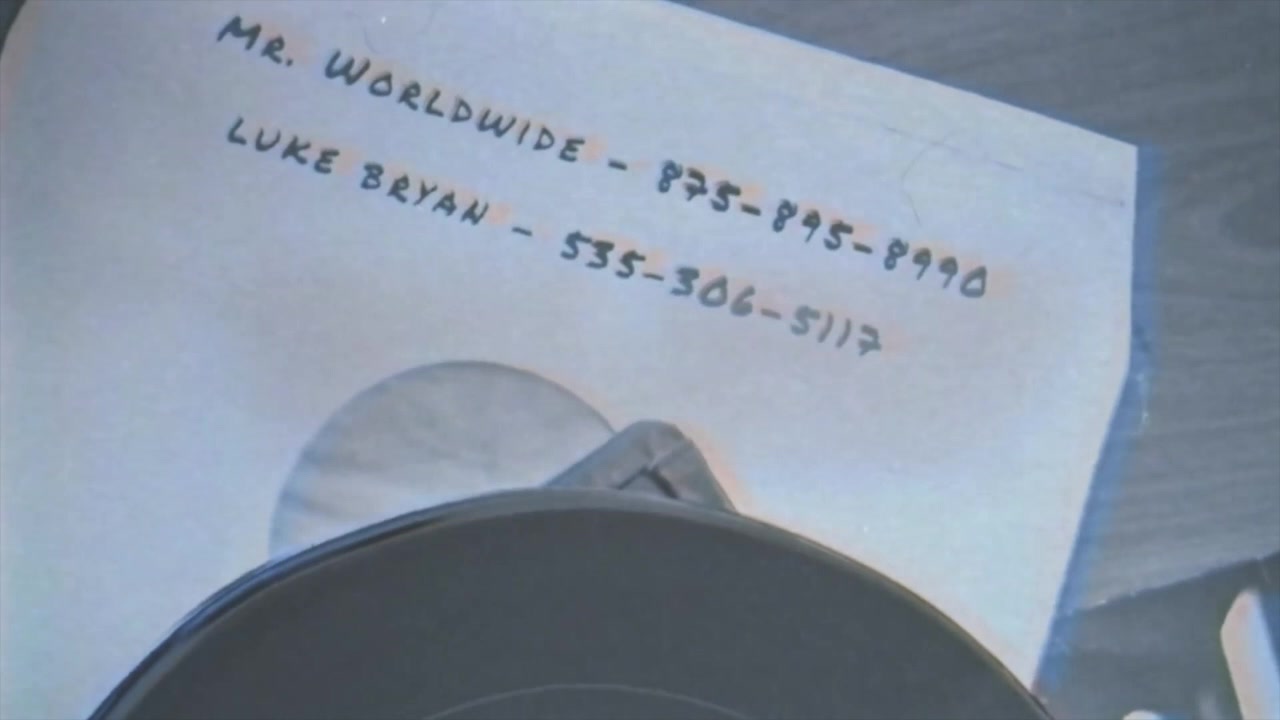 MR. WORLDWIDE - 875-895-8990
LUKE BRYAN - 535-306-5117